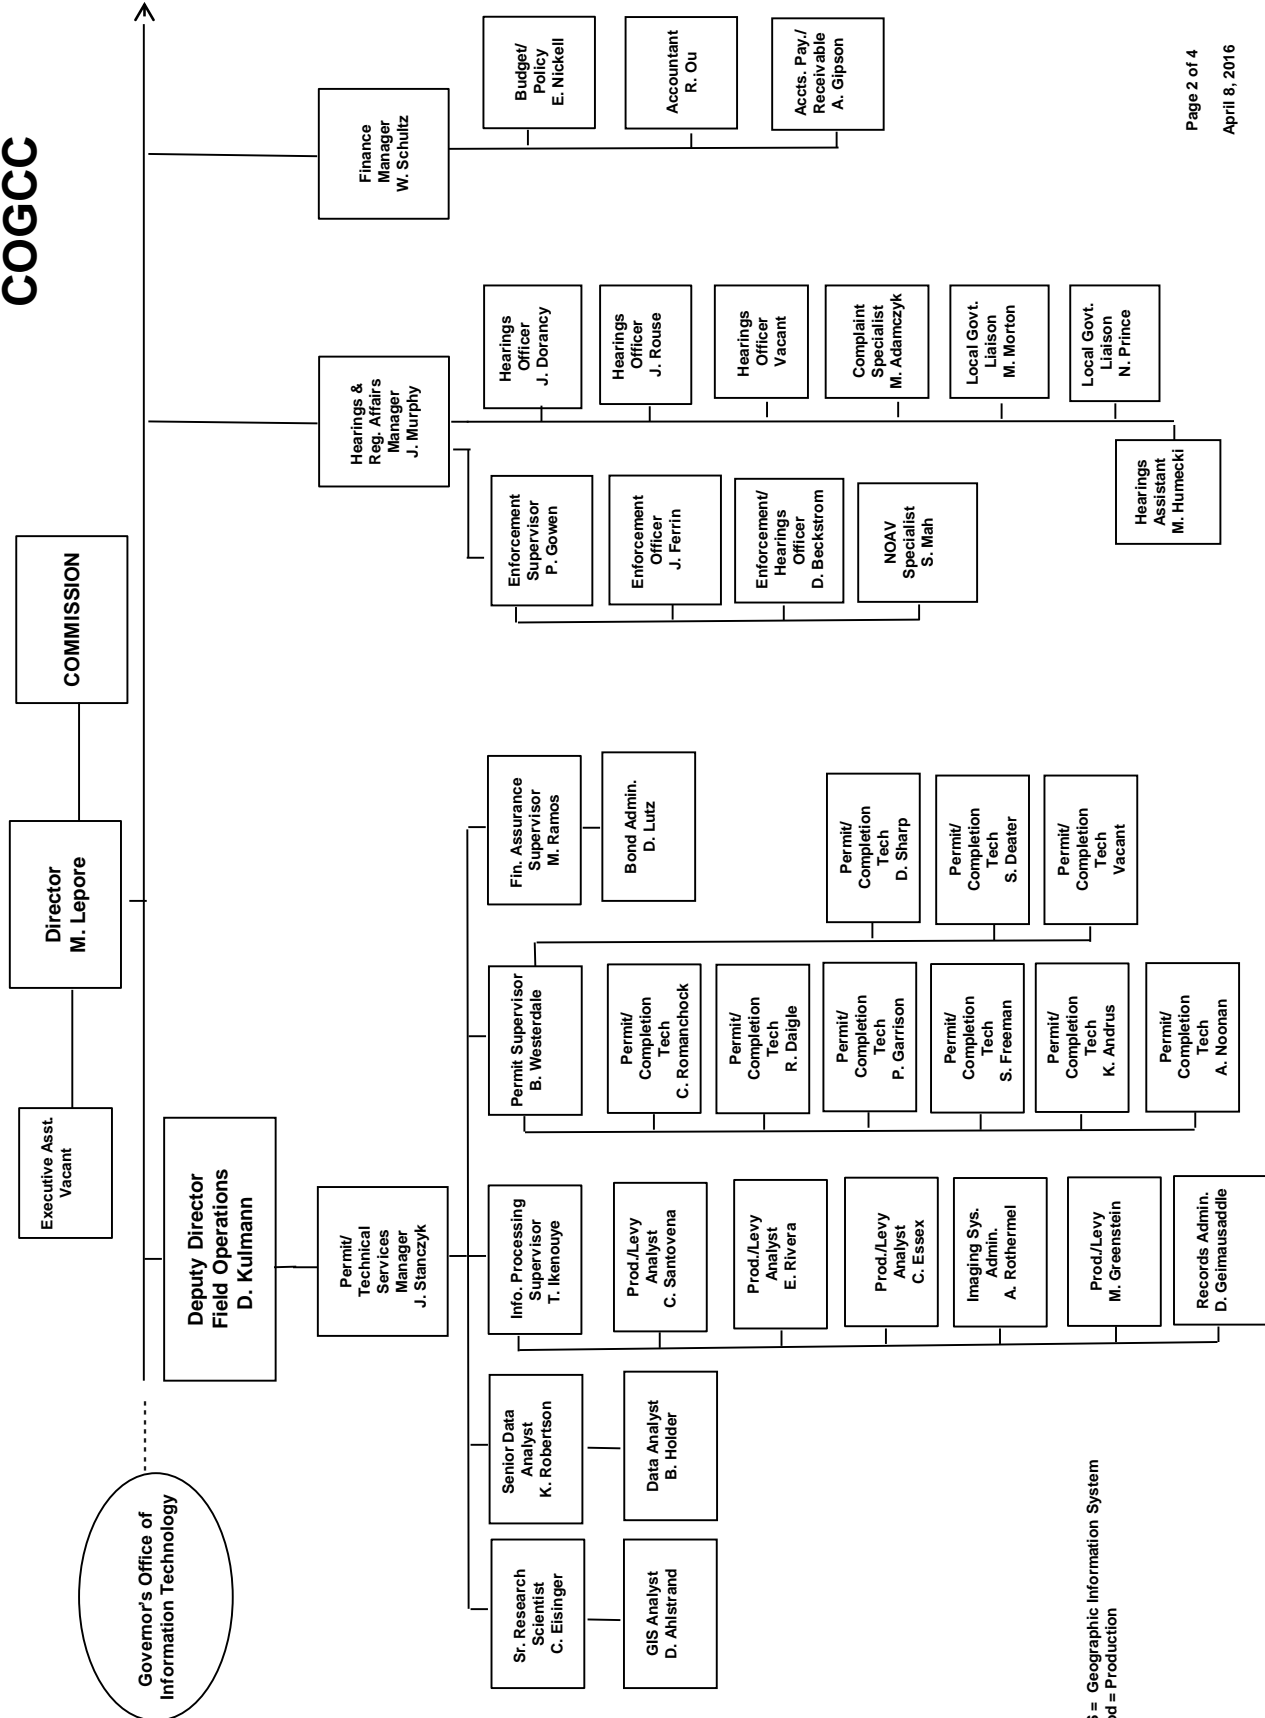 COGCC
COMMISSION
Director
M. Lepore
Executive Asst.
Vacant
Governor's Office of
Information Technology
Deputy Director
Field Operations
D. Kulmann
Permit/
Technical
Services
Manager
J. Stanczyk
Hearings &
Reg. Affairs
Manager
J. Murphy
Finance
Manager
W. Schultz
Sr. Research
Scientist
C. Eisinger
GIS Analyst
D. Ahlstrand
Senior Data
Analyst
K. Robertson
Data Analyst
B. Holder
Info. Processing
Supervisor
T. Ikenouye
Prod./Levy
Analyst
C. Santovena
Prod./Levy
Analyst
E. Rivera
Prod./Levy
Analyst
C. Essex
Imaging Sys.
Admin.
A. Rothermel
Prod./Levy
M. Greenstein
Records Admin.
D. Geimausaddle
Permit Supervisor
B. Westerdale
Permit/
Completion
Tech
C. Romanchock
Permit/
Completion
Tech
R. Daigle
Permit/
Completion
Tech
P. Garrison
Permit/
Completion
Tech
S. Freeman
Permit/
Completion
Tech
K. Andrus
Permit/
Completion
Tech
A. Noonan
Permit/
Completion
Tech
D. Sharp
Permit/
Completion
Tech
S. Deater
Permit/
Completion
Tech
Vacant
Fin. Assurance
Supervisor
M. Ramos
Bond Admin.
D. Lutz
Enforcement
Supervisor
P. Gowen
Enforcement
Officer
J. Ferrin
Enforcement/
Hearings
Officer
D. Beckstrom
NOAV
Specialist
S. Mah
Hearings
Officer
J. Dorancy
Hearings
Officer
J. Rouse
Hearings
Officer
Vacant
Complaint
Specialist
M. Adamczyk
Local Govt.
Liaison
M. Morton
Local Govt.
Liaison
N. Prince
Hearings
Assistant
M. Humecki
Budget/
Policy
E. Nickell
Accountant
R. Ou
Accts. Pay./
Receivable
A. Gipson
= Geographic Information System
= Production
Page 2 of 4
April 8, 2016